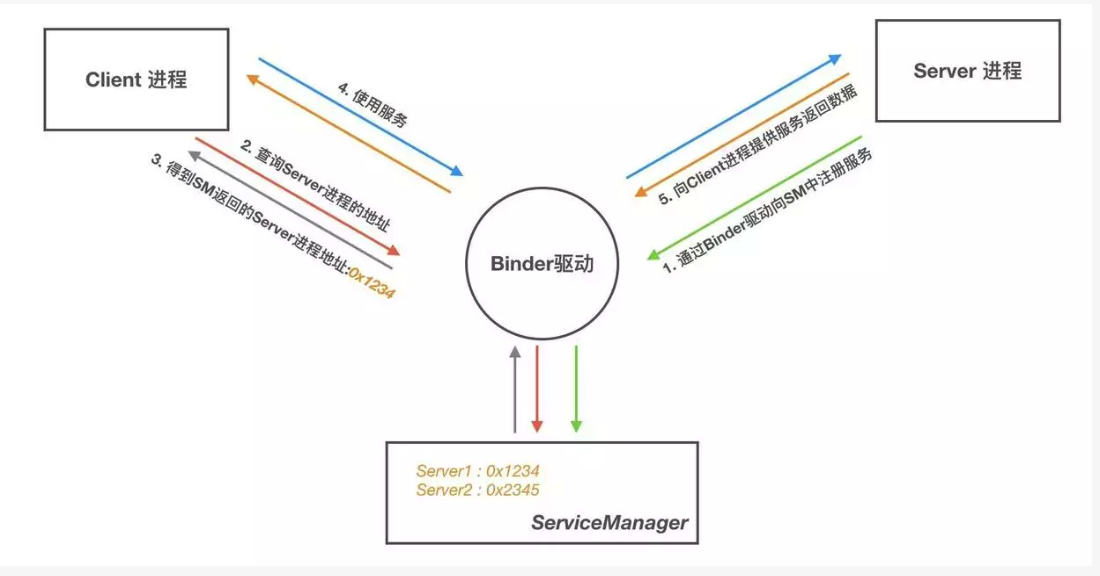 Client 进程
Server 进程
4. 使用服务
2. 查询Server进程的地址
3. 得到SM返回的Server进程地址:0x1234
5. 向Client进程提供服务返回数据
1. 通过Binder驱动向SM中注册服务
Binder驱动
Server1 : 0x1234
Server2 : 0x2345
ServiceManager